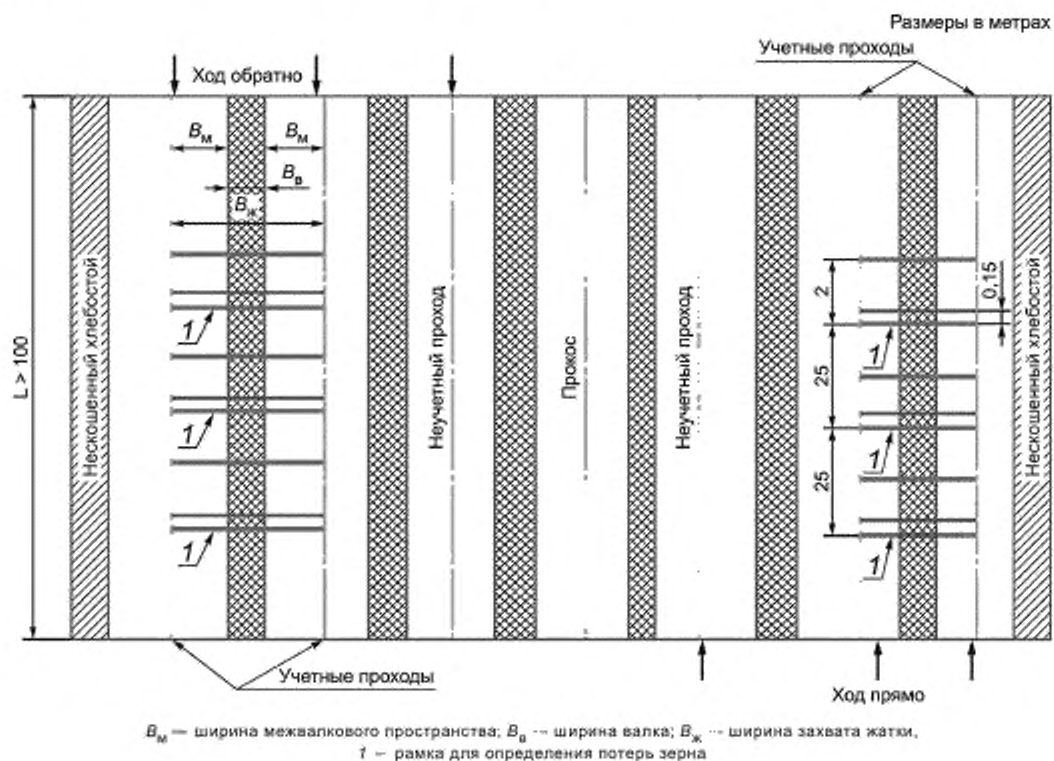 Размеры в метрах
Учетные проходы
Ход обратно
Bм
Bм
Bв
Bж
Нескошенный хлебостой
L > 100
1
1
1
Неучетный проход
Прокос
Неучетный проход
2
0,15
25
25
1
1
1
Нескошенный хлебостой
Учетные проходы
Ход прямо
Bм — ширина межвалкового пространства; Bв -- ширина валка; Bж -- ширина захвата жатки,
1 – рамка для определения потерь зерна